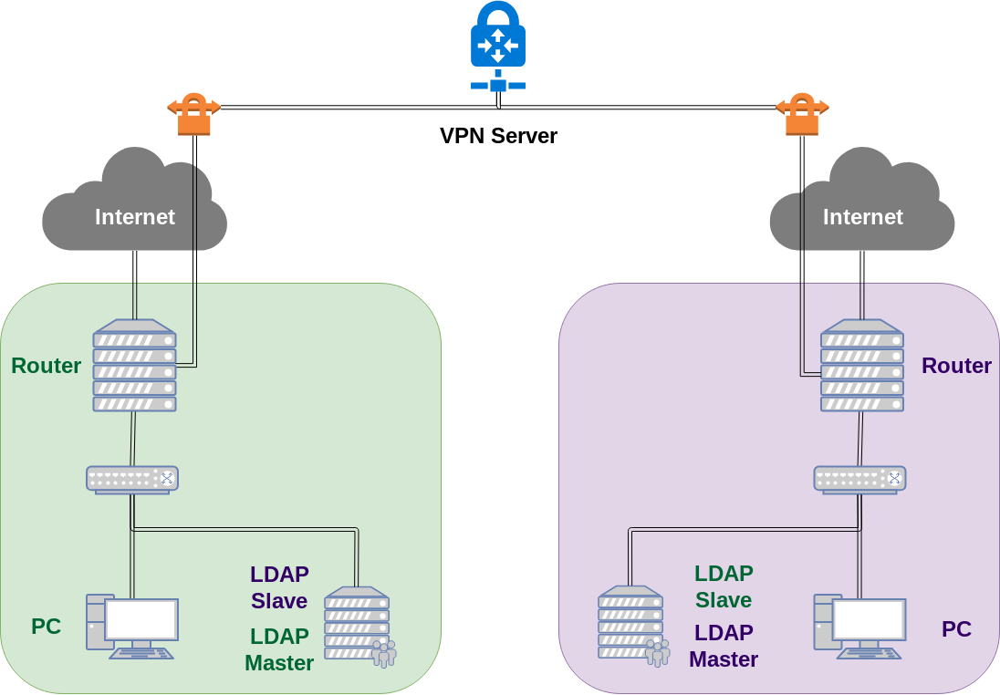 VPN Server
Internet
Internet
Router
Router
LDAP
Slave
LDAP
Master
PC
LDAP
Slave
LDAP
Master
PC